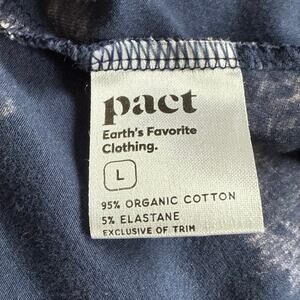 pact
Earth's Favorite
Clothing.
L
95% ORGANIC COTTON
5% ELASTANE
EXCLUSIVE OF TRIM